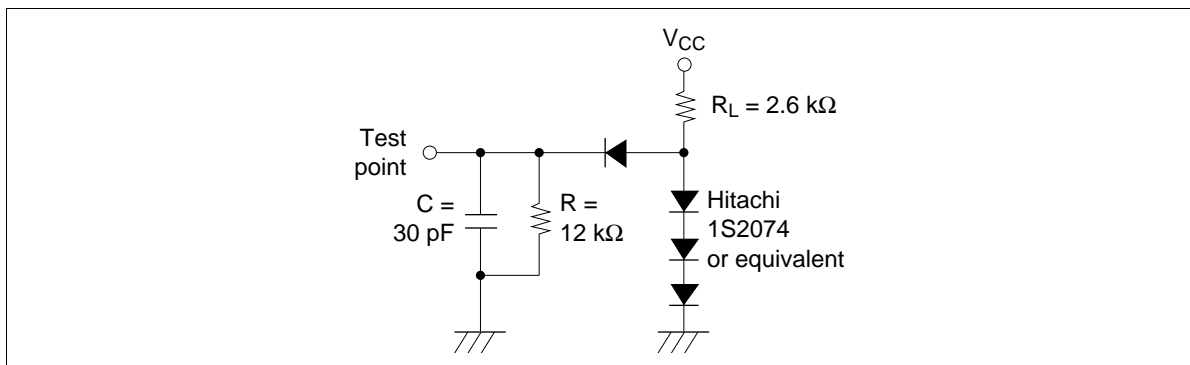 VCC
RL = 2.6 kΩ
Test
point
C =
30 pF
R =
12 kΩ
Hitachi
1S2074
or equivalent